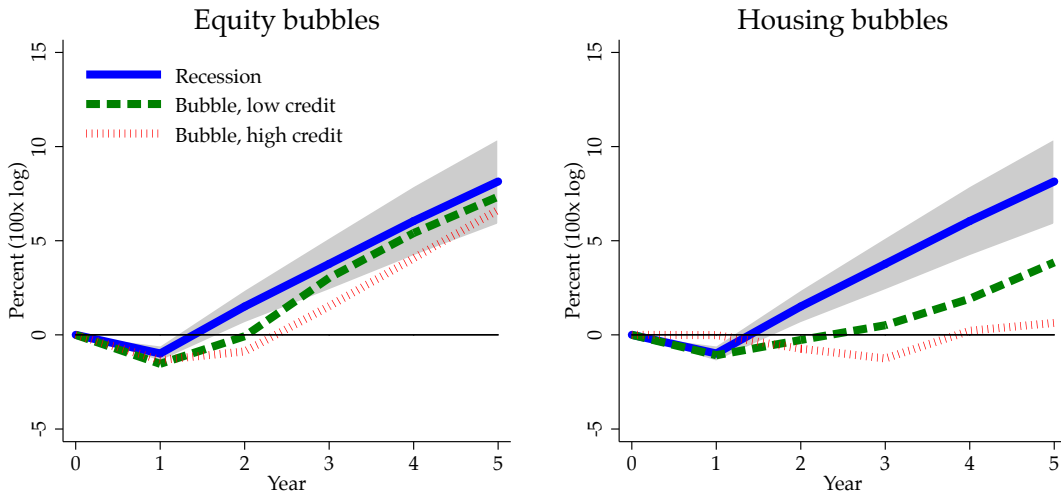 Equity bubbles
Percent (100x log)
15
10
5
0
-5
Recession
Bubble, low credit
Bubble, high credit
0 1 2 3 4 5
Year
Housing bubbles
Percent (100x log)
15
10
5
0
-5
0 1 2 3 4 5
Year